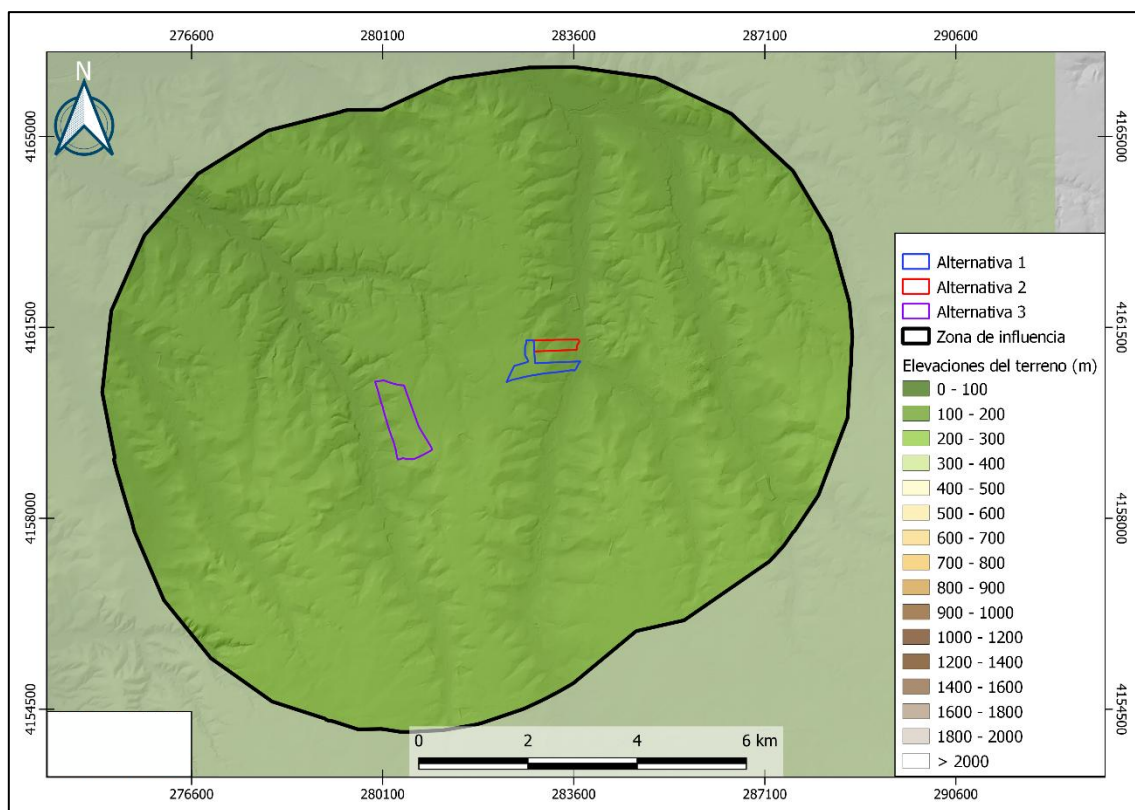 276600 280100 283600 287100 290600
N
4165000 4165000
4161500 4161500
4158000 4158000
4154500 4154500
Alternativa 1
Alternativa 2
Alternativa 3
Zona de influencia
Elevaciones del terreno (m)
0 - 100
100 - 200
200 - 300
300 - 400
400 - 500
500 - 600
600 - 700
700 - 800
800 - 900
900 - 1000
1000 - 1200
1200 - 1400
1400 - 1600
1600 - 1800
1800 - 2000
> 2000
0 2 4 6 km
276600 280100 283600 287100 290600